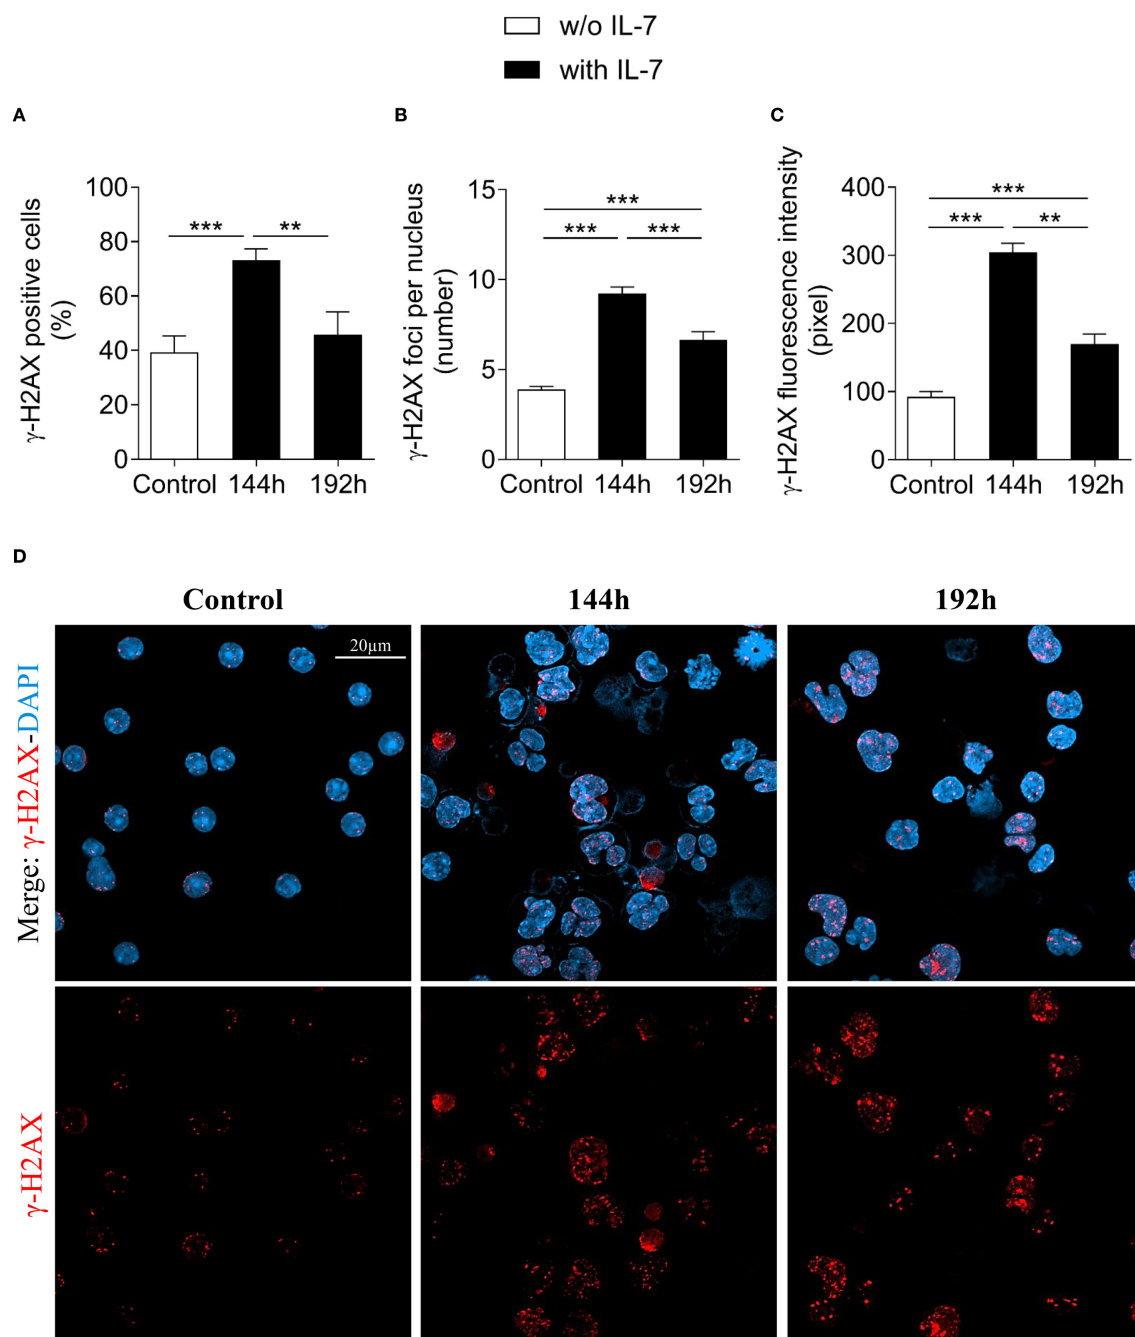 w/o IL-7
with IL-7
A
B
C
γ-H2AX positive cells
(%)
100
80
60
40
20
0
***
**
Control
144h
192h
γ-H2AX foci per nucleus
(number)
15
10
5
0
***
***
***
Control
144h
192h
γ-H2AX fluorescence intensity
(pixel)
400
300
200
100
0
***
***
**
Control
144h
192h
D
Control
144h
192h
Merge: γ-H2AX-DAPI
20μm
γ-H2AX